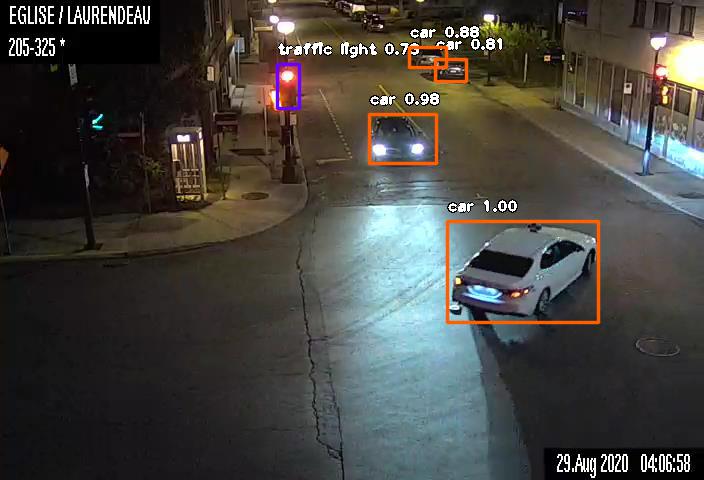 EGLISE / LAURENDEAU
205-325 *
car 0.88
traffic light 0.75
car 0.81
car 0.98
car 1.00
29.Aug 2020 04:06:58